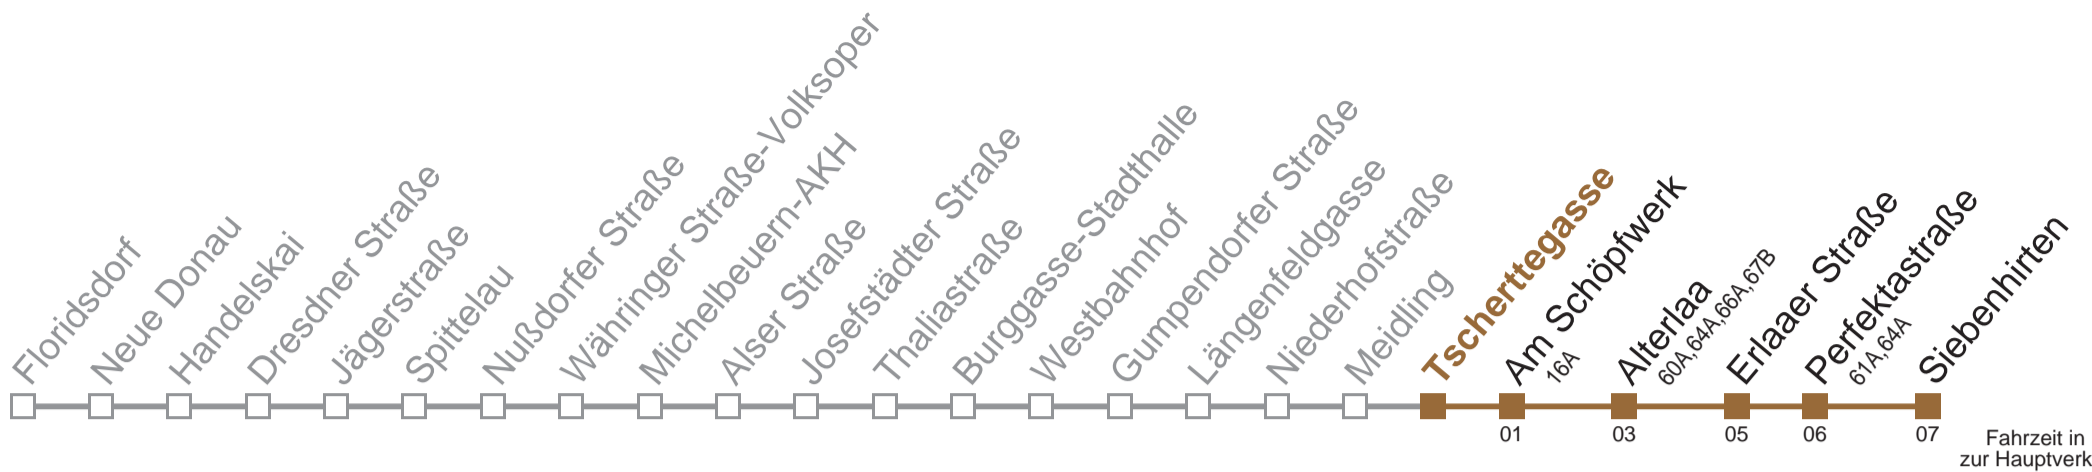 Floridsdorf
Neue Donau
Handelskai
Dresdner Straße
Jägerstraße
Spittelau
Nußdorfer Straße
Währinger Straße-Volksoper
Michelbeuern-AKH
Alser Straße
Josefstädter Straße
Thaliastraße
Burggasse-Stadthalle
Westbahnhof
Gumpendorfer Straße
Längenfeldgasse
Niederhofstraße
Meidling
Tscherttegasse
Am Schöpfwerk
16A
Alterlaa
60A,64A,66A,67B
Erlaaer Straße
Perfektastraße
61A,64A
Siebenhirten
01
03
05
06
07
Fahrzeit in
zur Hauptverk